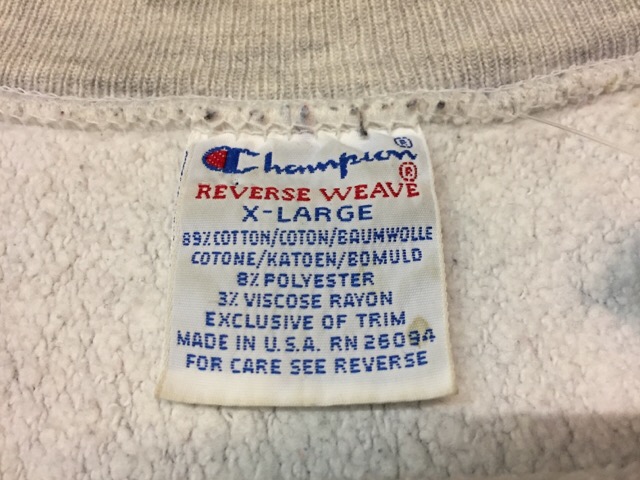 Champion®
REVERSE WEAVE®
X-LARGE
89% COTTON/COTON/BAUMWOLLE
COTONE/KATOEN/BOMULD
8% POLYESTER
3% VISCOSE RAYON
EXCLUSIVE OF TRIM
MADE IN U.S.A. RN 26094
FOR CARE SEE REVERSE